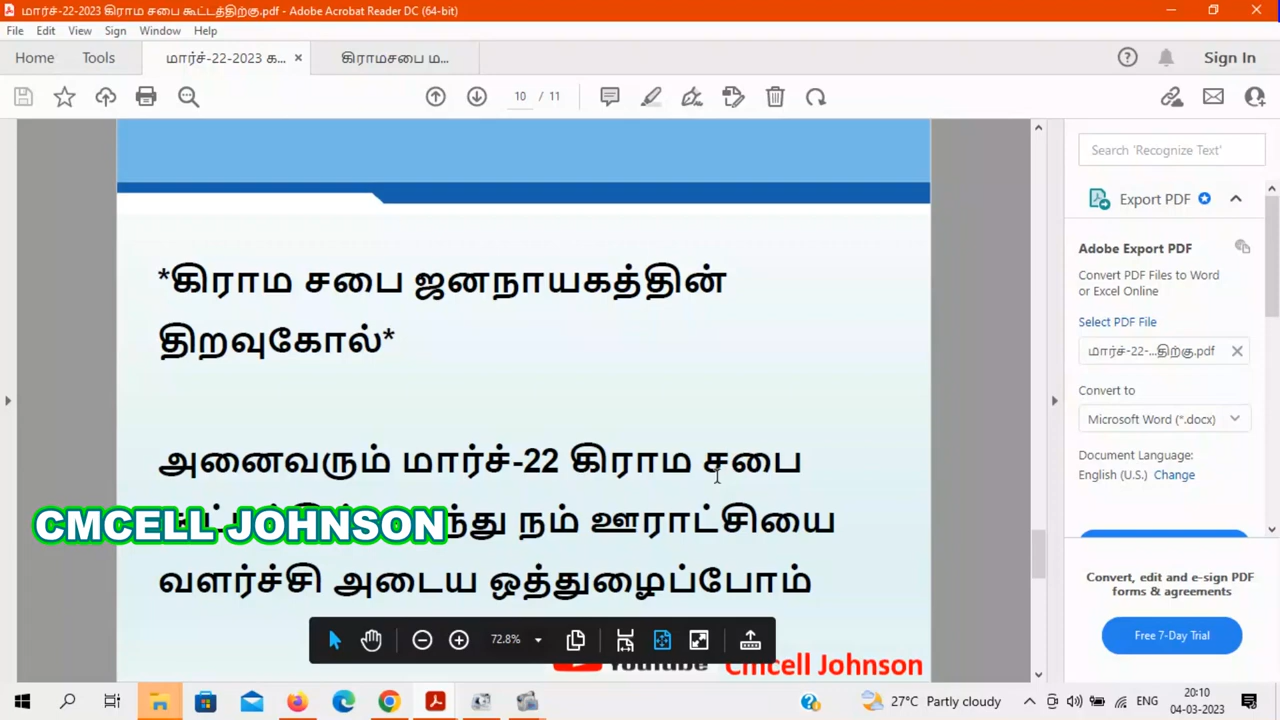 மார்ச்-22-2023 கிராம சபை கூட்டத்திற்கு.pdf - Adobe Acrobat Reader DC (64-bit)
File Edit View Sign Window Help
Home Tools மார்ச்-22-2023 க... × கிராமசபை ம... Sign In
10 / 11
Search 'Recognize Text'
Export PDF
Adobe Export PDF
Convert PDF Files to Word
or Excel Online
Select PDF File
மார்ச்-22-...திற்கு.pdf
Convert to
Microsoft Word (*.docx)
Document Language:
English (U.S.) Change
Convert, edit and e-sign PDF
forms & agreements
Free 7-Day Trial
*கிராம சபை ஜனநாயகத்தின்
திறவுகோல்*
அனைவரும் மார்ச்-22 கிராம சபை
CMCELL JOHNSON நம் ஊராட்சியை
வளர்ச்சி அடைய ஒத்துழைப்போம்
72.8%
Youtube Cmcell Johnson
27°C Partly cloudy ENG 20:10
04-03-2023